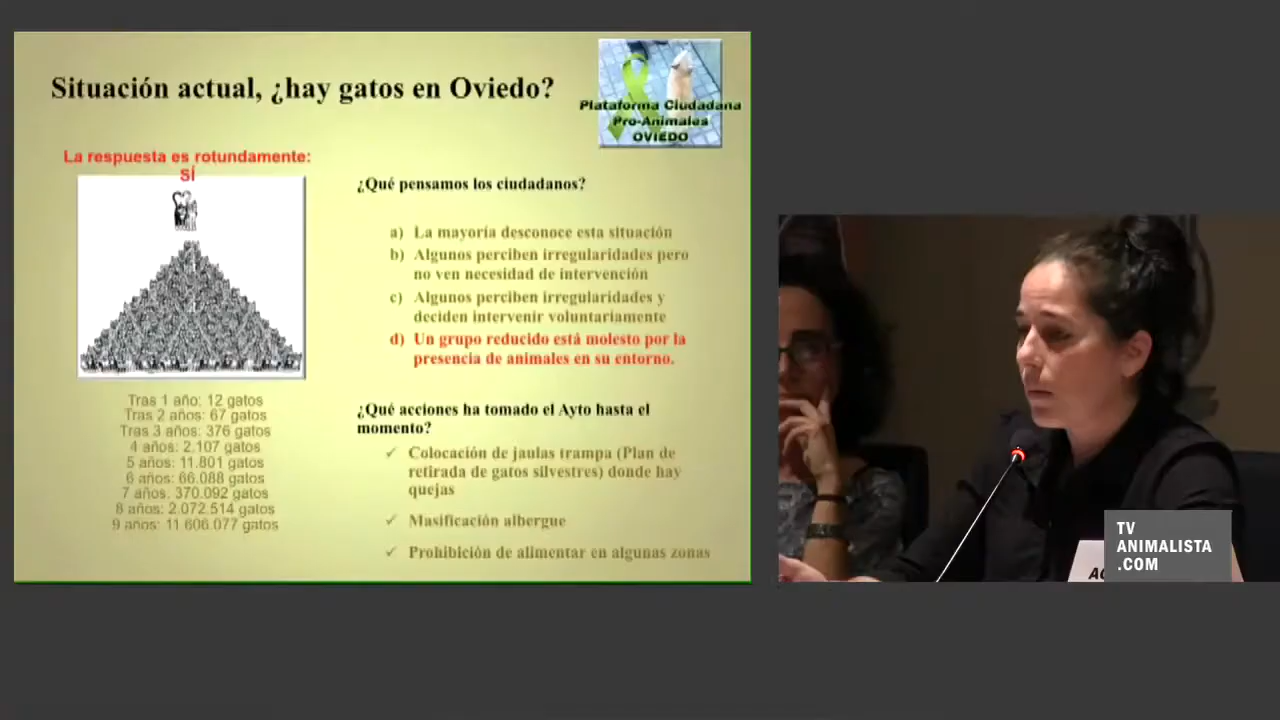 Situación actual, ¿hay gatos en Oviedo?
Plataforma Ciudadana
Pro-Animales
OVIEDO
La respuesta es rotundamente:
SÍ
Tras 1 año: 12 gatos
Tras 2 años: 67 gatos
Tras 3 años: 376 gatos
4 años: 2.107 gatos
5 años: 11.801 gatos
6 años: 66.088 gatos
7 años: 370.092 gatos
8 años: 2.072.514 gatos
9 años: 11 606.077 gatos
¿Qué pensamos los ciudadanos?
a) La mayoría desconoce esta situación
b) Algunos perciben irregularidades pero
no ven necesidad de intervención
c) Algunos perciben irregularidades y
deciden intervenir voluntariamente
d) Un grupo reducido está molesto por la
presencia de animales en su entorno.
¿Qué acciones ha tomado el Ayto hasta el
momento?
✓ Colocación de jaulas trampa (Plan de
retirada de gatos silvestres) donde hay
quejas
✓ Masificación albergue
✓ Prohibición de alimentar en algunas zonas
TV
ANIMALISTA
.COM